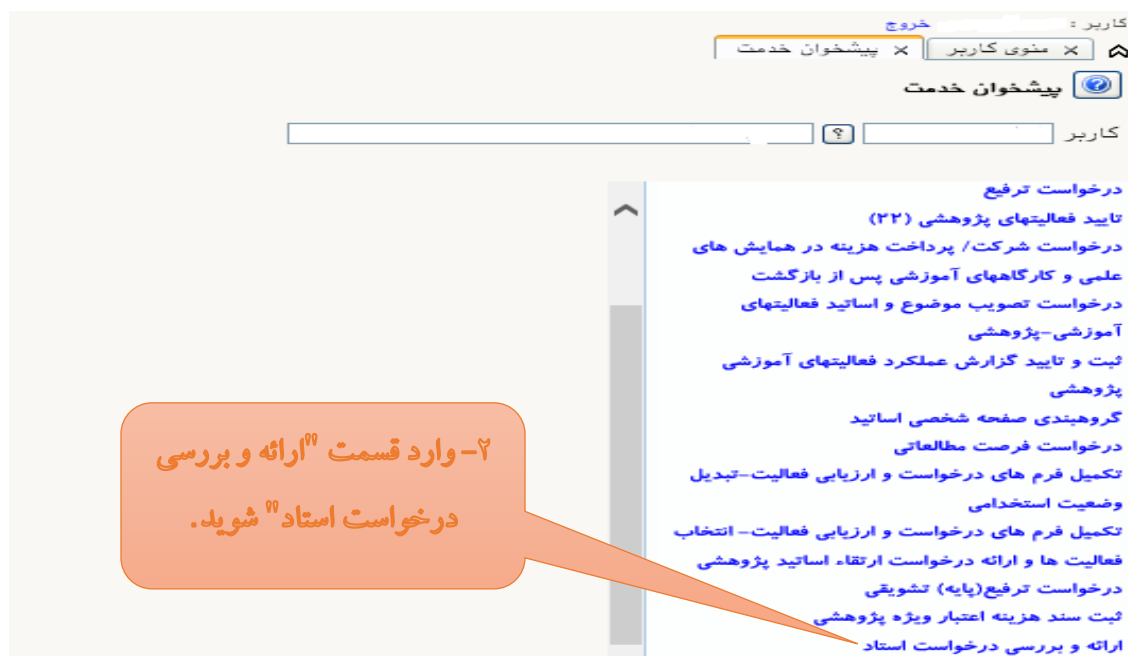 کاربر : خروج
منوی کاربر × پیشخوان خدمت ×
پیشخوان خدمت
کاربر ؟
درخواست ترفیع
تایید فعالیتهای پژوهشی (۲۲)
درخواست شرکت/ پرداخت هزینه در همایش های
علمی و کارگاههای آموزشی پس از بازگشت
درخواست تصویب موضوع و اساتید فعالیتهای
آموزشی-پژوهشی
ثبت و تایید گزارش عملکرد فعالیتهای آموزشی
پژوهشی
گروهبندی صفحه شخصی اساتید
درخواست فرصت مطالعاتی
تکمیل فرم های درخواست و ارزیابی فعالیت-تبدیل
وضعیت استخدامی
تکمیل فرم های درخواست و ارزیابی فعالیت- انتخاب
فعالیت ها و ارائه درخواست ارتقاء اساتید پژوهشی
درخواست ترفیع(پایه) تشویقی
ثبت سند هزینه اعتبار ویژه پژوهشی
ارائه و بررسی درخواست استاد
۲- وارد قسمت "ارائه و بررسی
درخواست استاد" شوید.